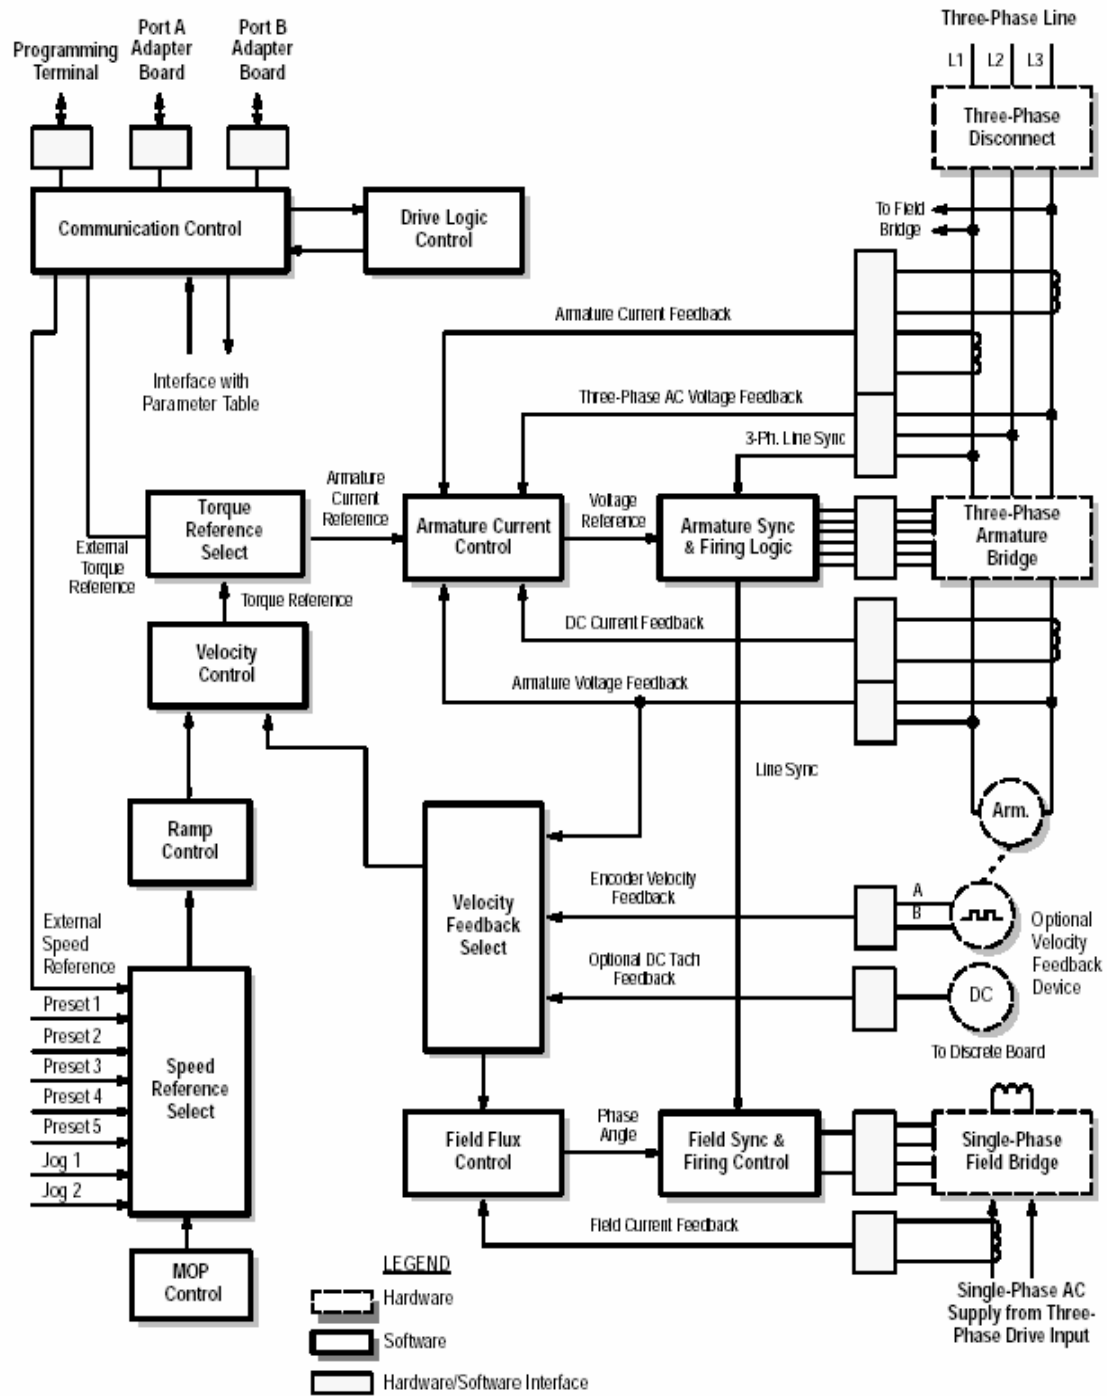 Three-Phase Line
Programming
Terminal
Port A
Adapter
Board
Port B
Adapter
Board
L1
L2
L3
Three-Phase
Disconnect
Communication Control
Drive Logic
Control
To Field
Bridge
Armature Current Feedback
Interface with
Parameter Table
Three-Phase AC Voltage Feedback
3-Ph. Line Sync
Torque
Reference
Select
Armature
Current
Reference
Armature Current
Control
Voltage
Reference
Armature Sync
& Firing Logic
Three-Phase
Armature
Bridge
External
Torque
Reference
Torque Reference
DC Current Feedback
Velocity
Control
Armature Voltage Feedback
Line Sync
Arm.
Ramp
Control
Velocity
Feedback
Select
Encoder Velocity
Feedback
A
B
Optional
Velocity
Feedback
Device
External
Speed
Reference
Optional DC Tach
Feedback
DC
To Discrete Board
Preset 1
Preset 2
Preset 3
Preset 4
Preset 5
Jog 1
Jog 2
Speed
Reference
Select
Field Flux
Control
Phase
Angle
Field Sync &
Firing Control
Single-Phase
Field Bridge
Field Current Feedback
MOP
Control
Single-Phase AC
Supply from Three-
Phase Drive Input
LEGEND
Hardware
Software
Hardware/Software Interface